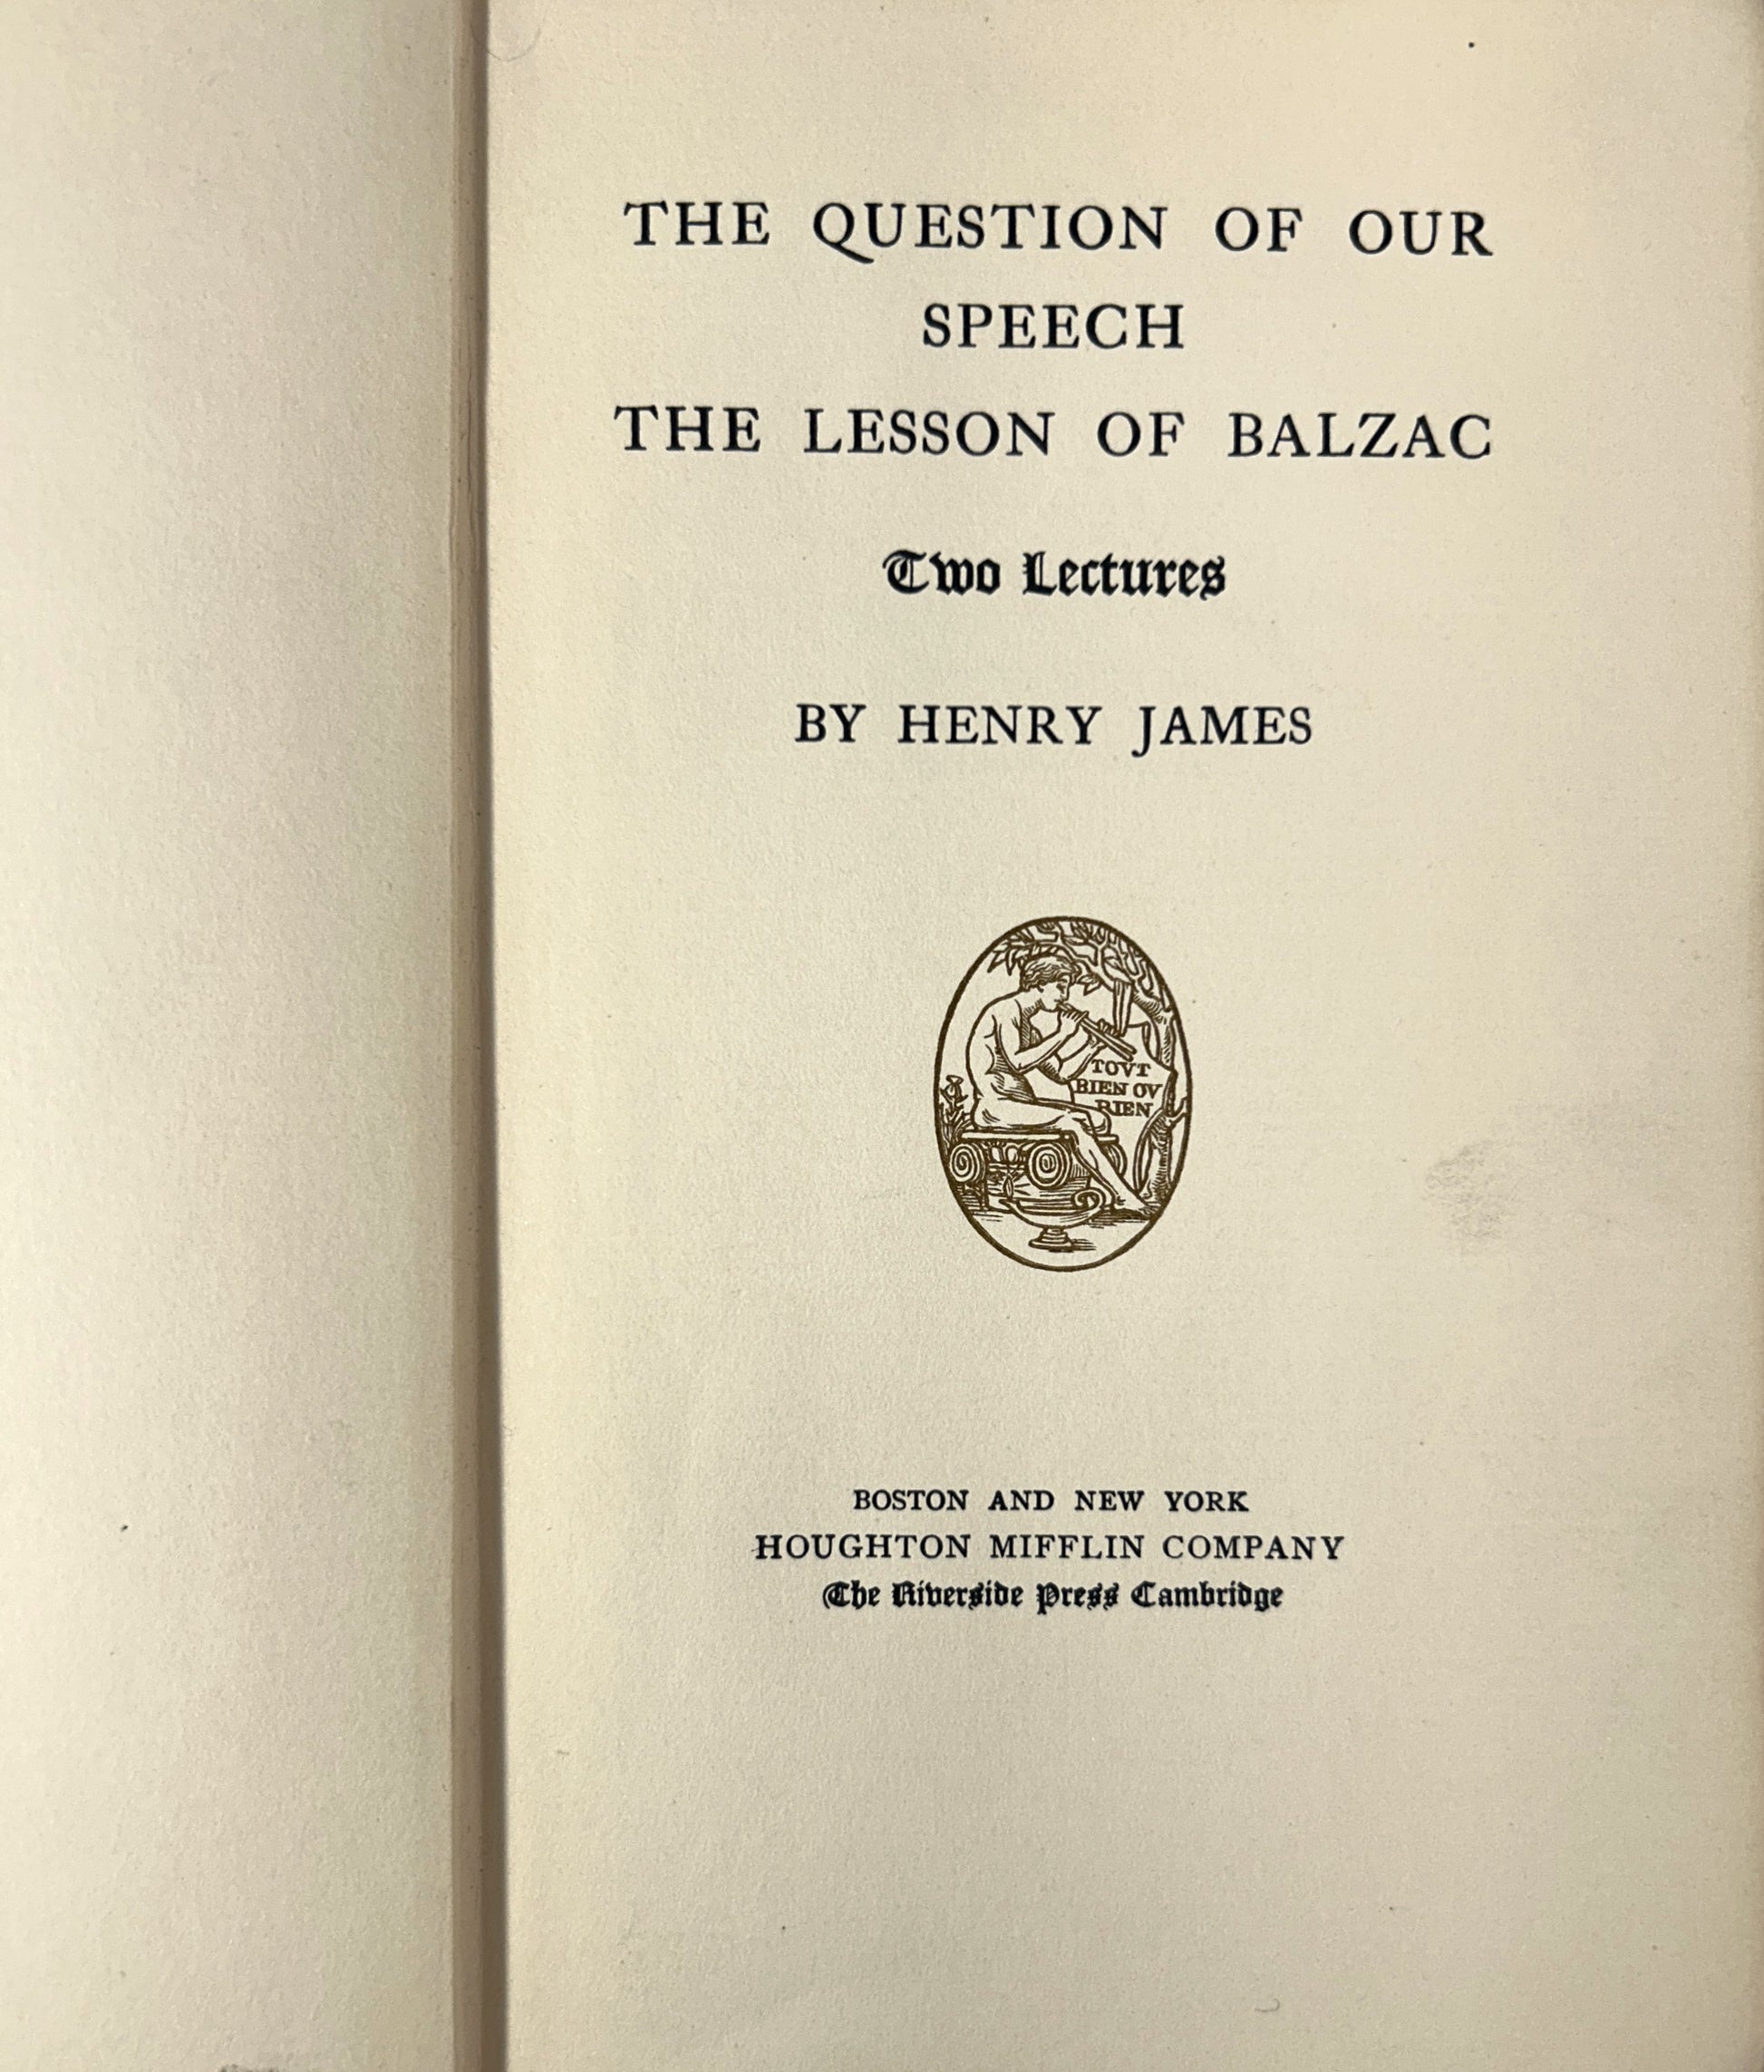 THE QUESTION OF OUR
SPEECH
THE LESSON OF BALZAC
Two Lectures
BY HENRY JAMES
TOVT
BIEN OV
RIEN
BOSTON AND NEW YORK
HOUGHTON MIFFLIN COMPANY
The Riverside Press Cambridge